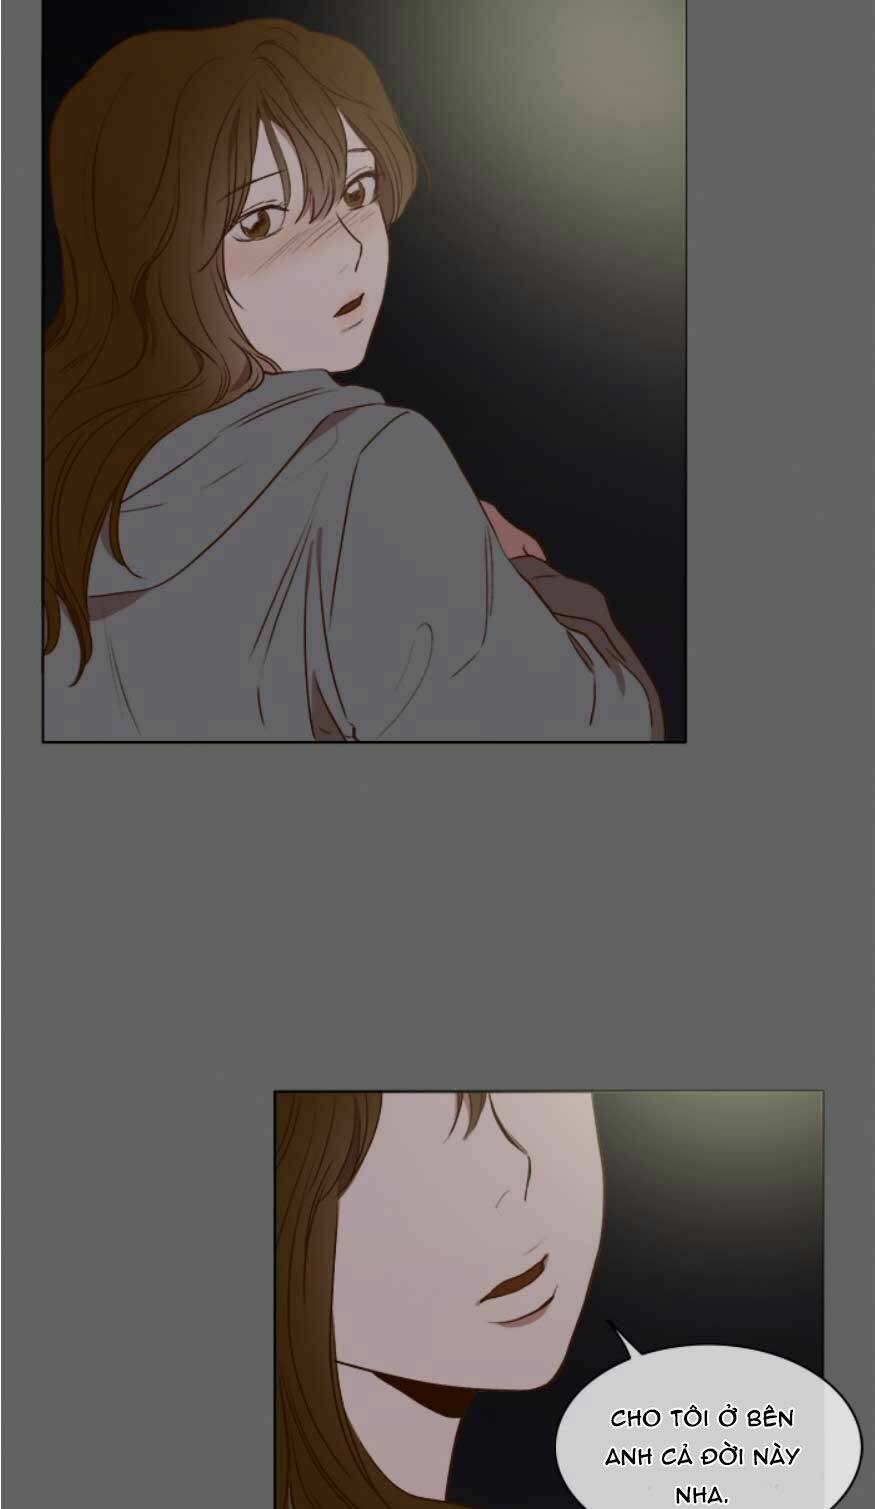 CHO TÔI Ở BÊN
ANH CẢ ĐỜI NÀY
NHA.